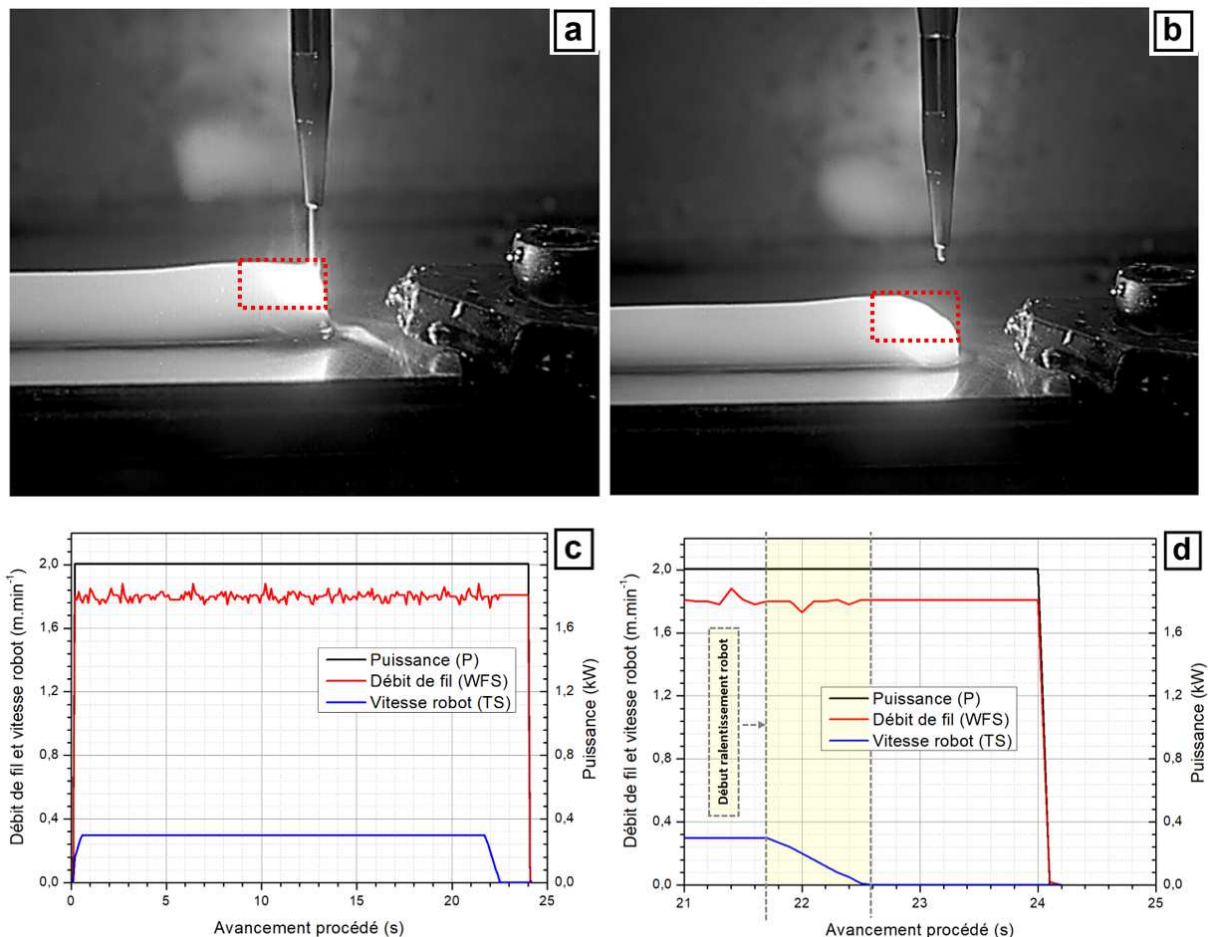 a
b
c
2,0
1,6
1,2
0,8
0,4
0,0
Débit de fil et vitesse robot (m.min⁻¹)
Puissance (P)
Débit de fil (WFS)
Vitesse robot (TS)
1,6
1,2
0,8
0,4
0,0
Puissance (kW)
0 5 10 15 20 25
Avancement procédé (s)
d
2,0
1,6
1,2
0,8
0,4
0,0
Débit de fil et vitesse robot (m.min⁻¹)
Début ralentissement robot
Puissance (P)
Débit de fil (WFS)
Vitesse robot (TS)
1,6
1,2
0,8
0,4
0,0
Puissance (kW)
21 22 23 24 25
Avancement procédé (s)